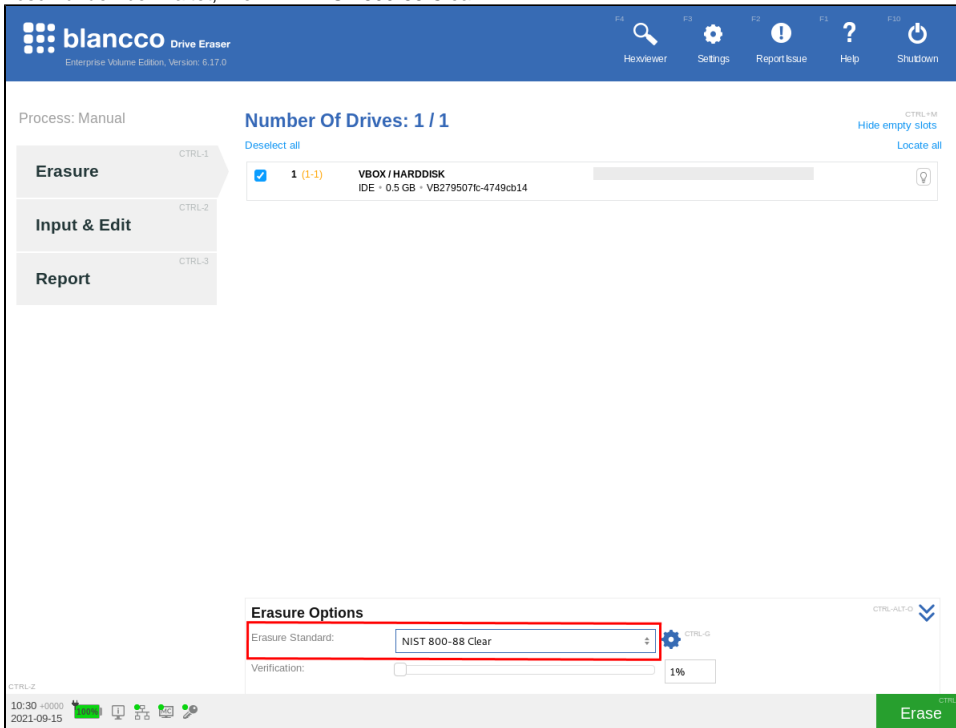 blancco Drive Eraser
Enterprise Volume Edition, Version: 6.17.0
F4
Hexviewer
F3
Settings
F2
Report Issue
F1
Help
F10
Shutdown
Process: Manual
CTRL-1
Erasure
CTRL-2
Input & Edit
CTRL-3
Report
Number Of Drives: 1 / 1
CTRL+M
Hide empty slots
Deselect all
Locate all
1 (1-1)
VBOX / HARDDISK
IDE • 0.5 GB • VB279507fc-4749cb14
Erasure Options
CTRL-ALT-O
Erasure Standard:
NIST 800-88 Clear
CTRL-G
Verification:
1%
CTRL-Z
10:30 +0000
2021-09-15
100%
MC
CTRL
Erase